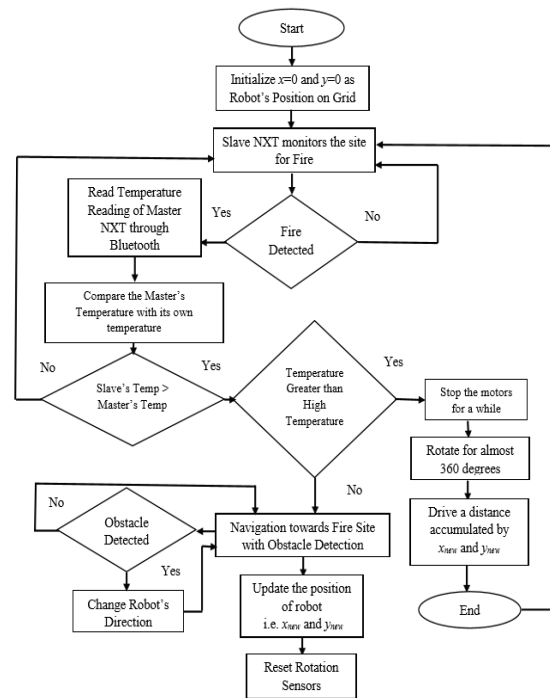 Start
Initialize x=0 and y=0 as
Robot's Position on Grid
Slave NXT monitors the site
for Fire
Read Temperature
Reading of Master
NXT through
Bluetooth
Yes
Fire
Detected
No
Compare the Master's
Temperature with its own
temperature
No
Slave's Temp >
Master's Temp
Yes
Temperature
Greater than
High
Temperature
Yes
Stop the motors
for a while
Rotate for almost
360 degrees
Drive a distance
accumulated by
xnew and ynew
End
No
No
Obstacle
Detected
Yes
Navigation towards Fire Site
with Obstacle Detection
Change Robot's
Direction
Update the position
of robot
i.e. xnew and ynew
Reset Rotation
Sensors